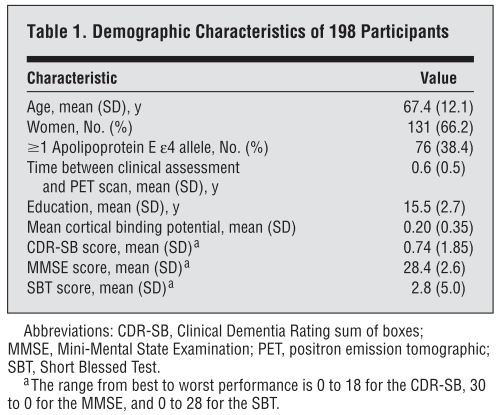 Table 1. Demographic Characteristics of 198 Participants
Characteristic Value
Age, mean (SD), y 67.4 (12.1)
Women, No. (%) 131 (66.2)
≥1 Apolipoprotein E ε4 allele, No. (%) 76 (38.4)
Time between clinical assessment 0.6 (0.5)
and PET scan, mean (SD), y
Education, mean (SD), y 15.5 (2.7)
Mean cortical binding potential, mean (SD) 0.20 (0.35)
CDR-SB score, mean (SD)a 0.74 (1.85)
MMSE score, mean (SD)a 28.4 (2.6)
SBT score, mean (SD)a 2.8 (5.0)
Abbreviations: CDR-SB, Clinical Dementia Rating sum of boxes;
MMSE, Mini-Mental State Examination; PET, positron emission tomographic;
SBT, Short Blessed Test.
aThe range from best to worst performance is 0 to 18 for the CDR-SB, 30
to 0 for the MMSE, and 0 to 28 for the SBT.